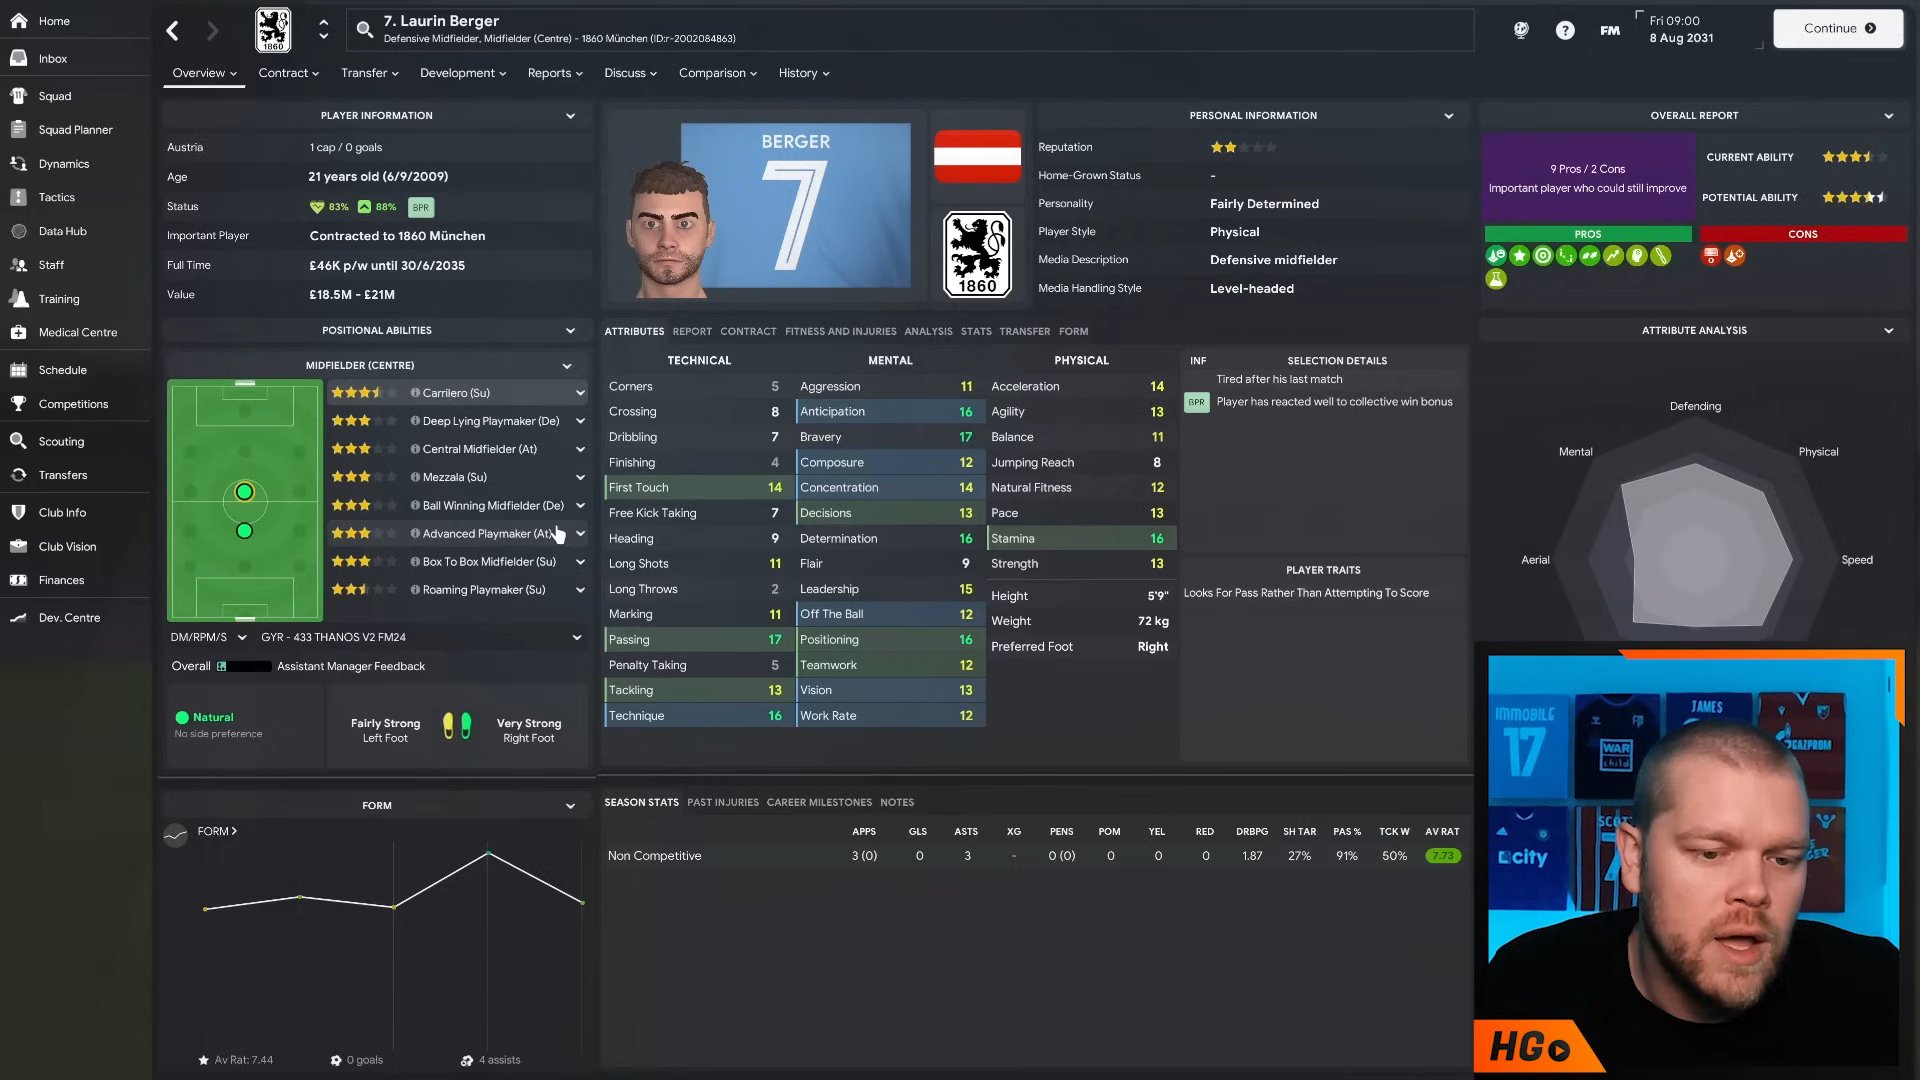 Home
Inbox
Squad
Squad Planner
Dynamics
Tactics
Data Hub
Staff
Training
Medical Centre
Schedule
Competitions
Scouting
Transfers
Club Info
Club Vision
Finances
Dev. Centre
1860
7. Laurin Berger
Defensive Midfielder, Midfielder (Centre) - 1860 München (ID:r-2002084863)
FM
Fri 09:00
8 Aug 2031
Continue
Overview
Contract
Transfer
Development
Reports
Discuss
Comparison
History
PLAYER INFORMATION
Austria 1 cap / 0 goals
Age 21 years old (6/9/2009)
Status 83% 88% BPR
Important Player Contracted to 1860 München
Full Time £46K p/w until 30/6/2035
Value £18.5M - £21M
BERGER
7
1860
PERSONAL INFORMATION
Reputation
Home-Grown Status -
Personality Fairly Determined
Player Style Physical
Media Description Defensive midfielder
Media Handling Style Level-headed
OVERALL REPORT
9 Pros / 2 Cons
Important player who could still improve
CURRENT ABILITY
POTENTIAL ABILITY
PROS
CONS
POSITIONAL ABILITIES
MIDFIELDER (CENTRE)
Carrilero (Su)
Deep Lying Playmaker (De)
Central Midfielder (At)
Mezzala (Su)
Ball Winning Midfielder (De)
Advanced Playmaker (At)
Box To Box Midfielder (Su)
Roaming Playmaker (Su)
DM/RPM/S GYR - 433 THANOS V2 FM24
Overall Assistant Manager Feedback
Natural
No side preference
Fairly Strong
Left Foot
Very Strong
Right Foot
ATTRIBUTES REPORT CONTRACT FITNESS AND INJURIES ANALYSIS STATS TRANSFER FORM
TECHNICAL
Corners 5
Crossing 8
Dribbling 7
Finishing 4
First Touch 14
Free Kick Taking 7
Heading 9
Long Shots 11
Long Throws 2
Marking 11
Passing 17
Penalty Taking 5
Tackling 13
Technique 16
MENTAL
Aggression 11
Anticipation 16
Bravery 17
Composure 12
Concentration 14
Decisions 13
Determination 16
Flair 9
Leadership 15
Off The Ball 12
Positioning 16
Teamwork 12
Vision 13
Work Rate 12
PHYSICAL
Acceleration 14
Agility 13
Balance 11
Jumping Reach 8
Natural Fitness 12
Pace 13
Stamina 16
Strength 13
Height 5'9"
Weight 72 kg
Preferred Foot Right
INF SELECTION DETAILS
Tired after his last match
BPR Player has reacted well to collective win bonus
PLAYER TRAITS
Looks For Pass Rather Than Attempting To Score
ATTRIBUTE ANALYSIS
Defending
Mental
Physical
Aerial
Speed
FORM
FORM
Av Rat: 7.44
0 goals
4 assists
SEASON STATS PAST INJURIES CAREER MILESTONES NOTES
APPS GLS ASTS XG PENS POM YEL RED DRBPG SH TAR PAS % TCK W AV RAT
Non Competitive 3 (0) 0 3 - 0 (0) 0 0 0 1.87 27% 91% 50% 7.73
IMMOBILE
17
WAR
child
JAMES
GAZPROM
city
HG